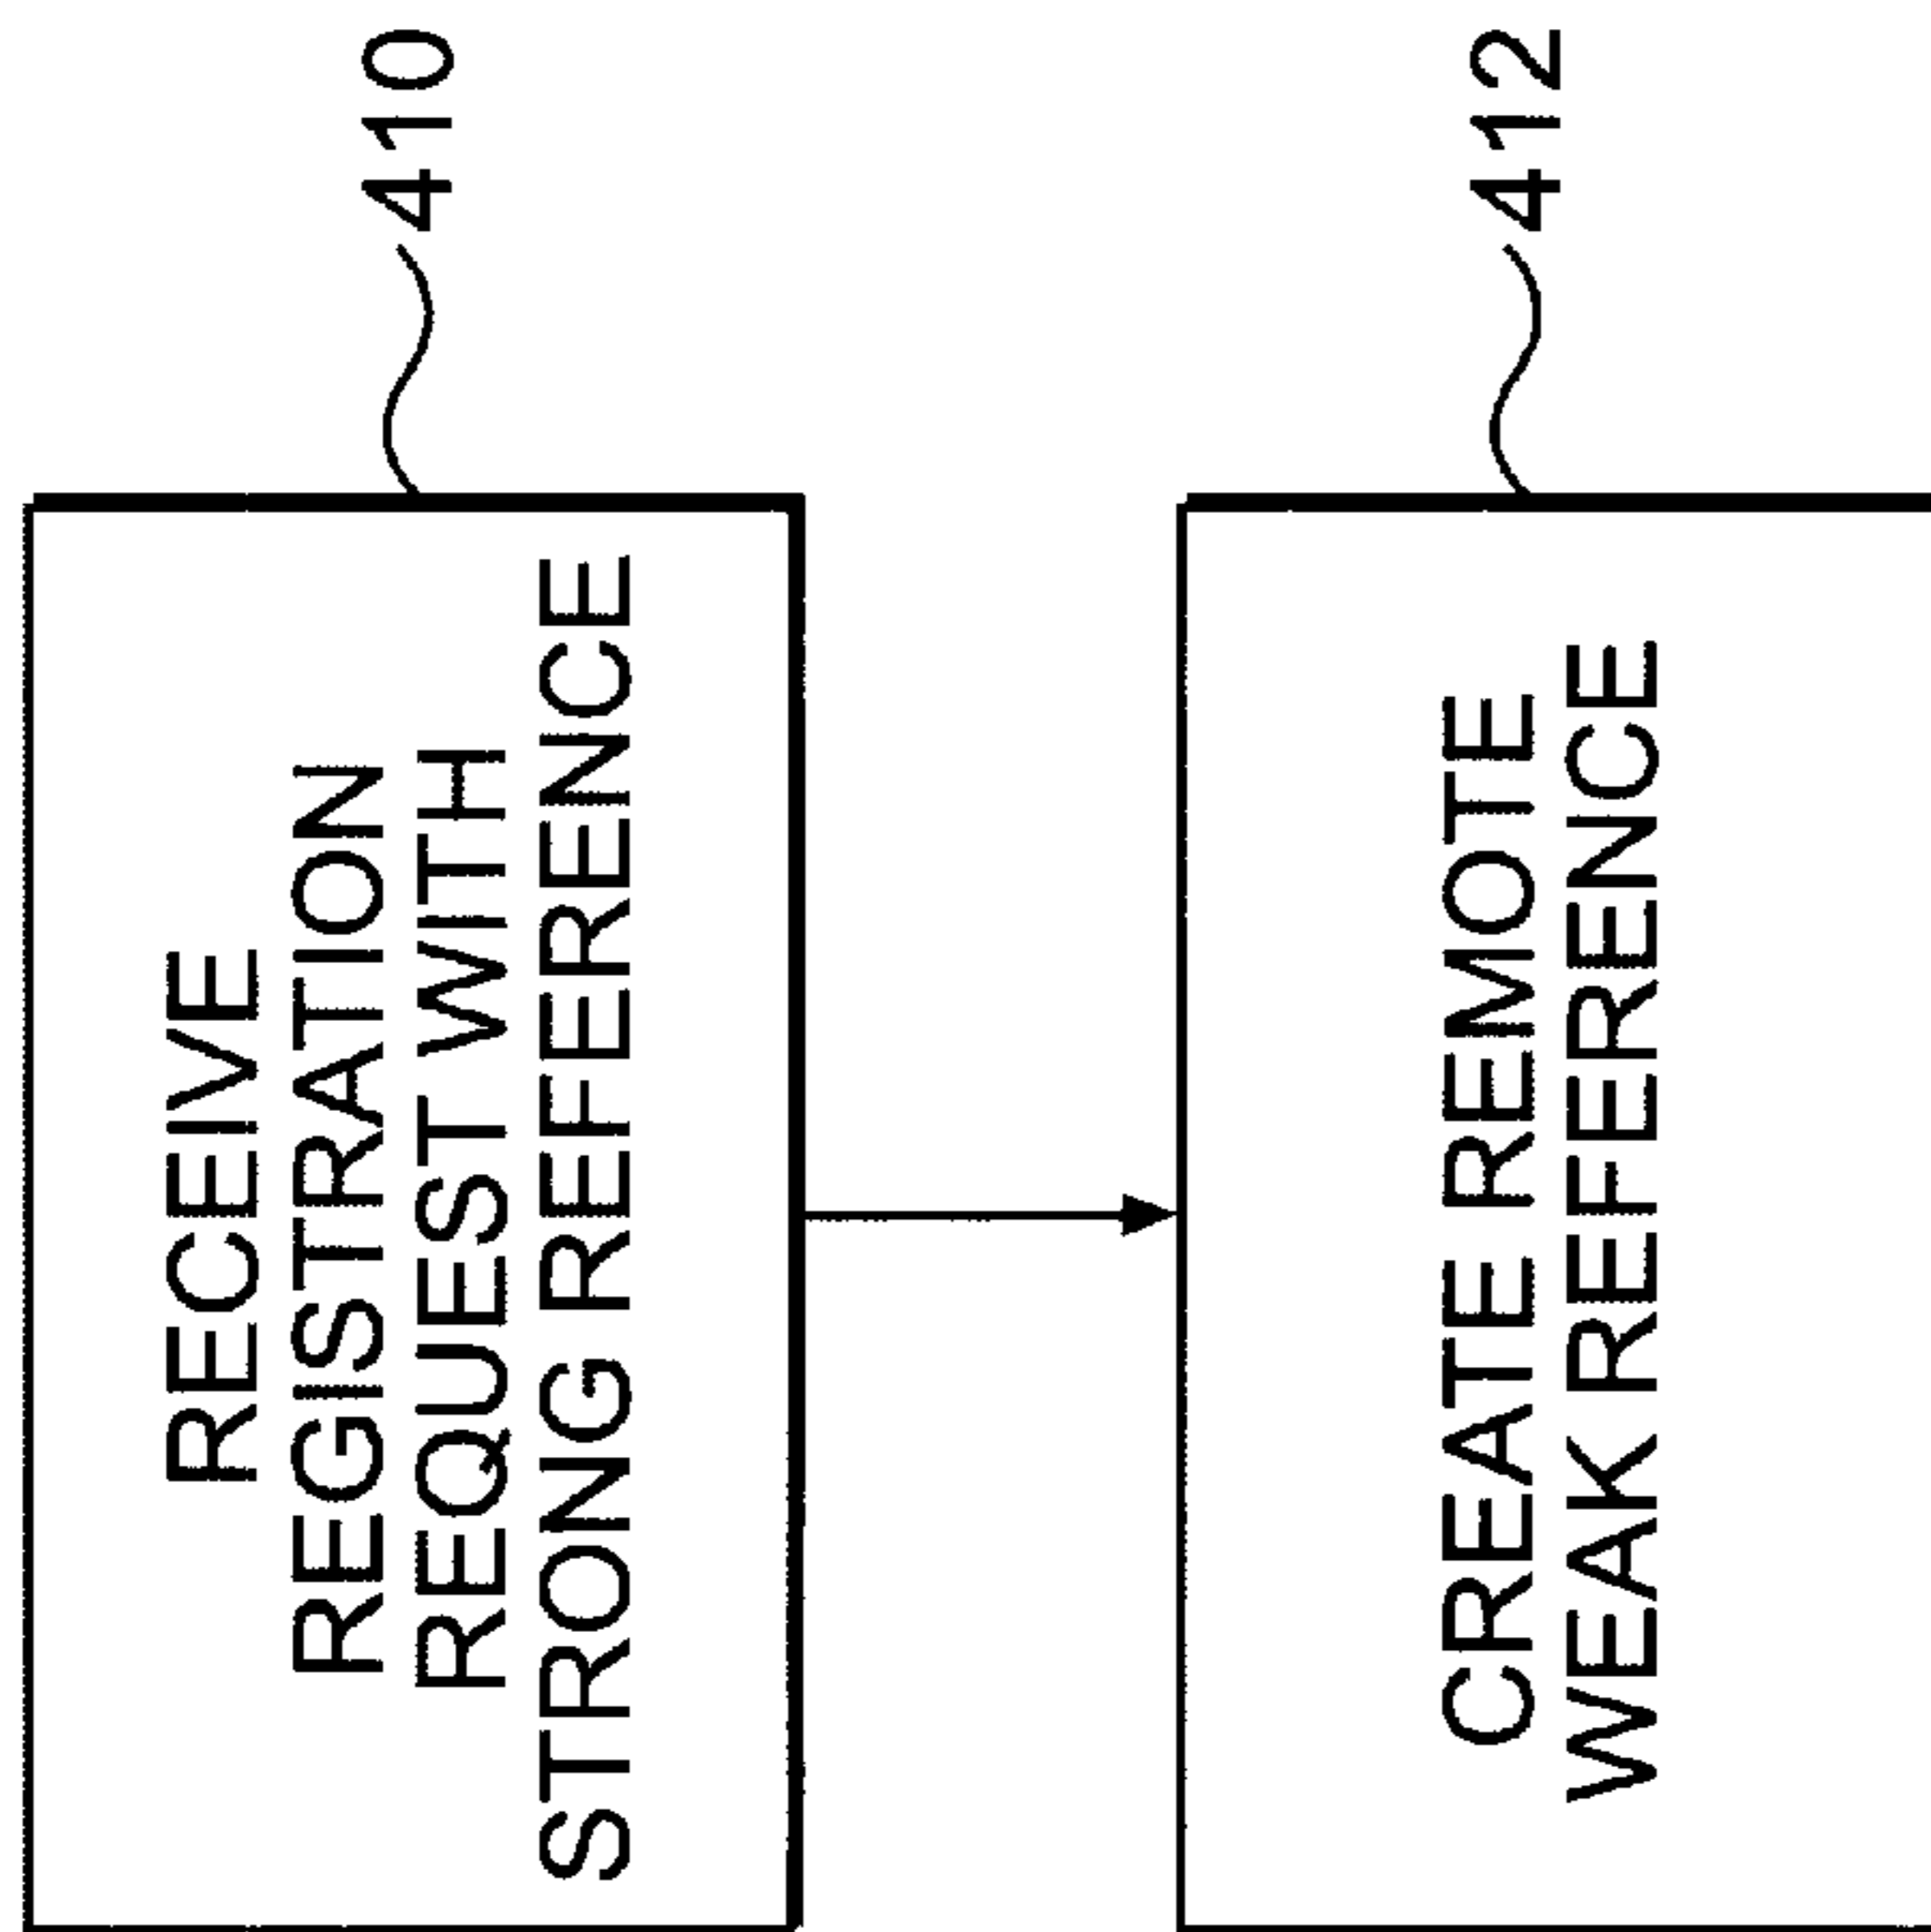 RECEIVE
REGISTRATION
REQUEST WITH
STRONG REFERENCE
410
CREATE REMOTE
WEAK REFERENCE
412